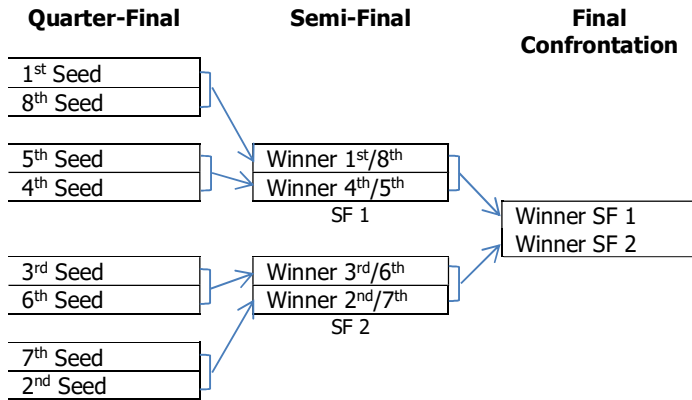 Quarter-Final
Semi-Final
Final
Confrontation
1st Seed
8th Seed
5th Seed
4th Seed
Winner 1st/8th
Winner 4th/5th
SF 1
Winner SF 1
Winner SF 2
3rd Seed
6th Seed
Winner 3rd/6th
Winner 2nd/7th
SF 2
7th Seed
2nd Seed